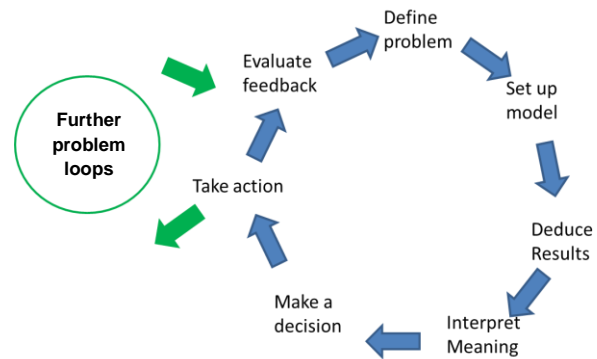 Define
problem
Evaluate
feedback
Set up
model
Further
problem
loops
Take action
Deduce
Results
Make a
decision
Interpret
Meaning